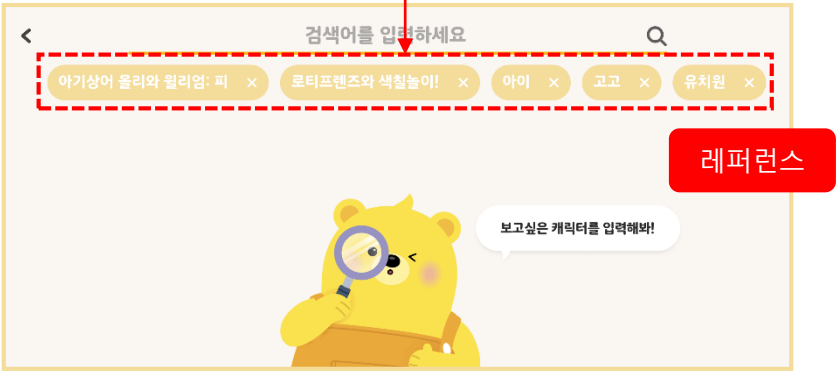 검색어를 입력하세요
아기상어 올리와 윌리엄: 피 × 로티프렌즈와 색칠놀이! × 아이 × 고고 × 유치원 ×
레퍼런스
보고싶은 캐릭터를 입력해봐!